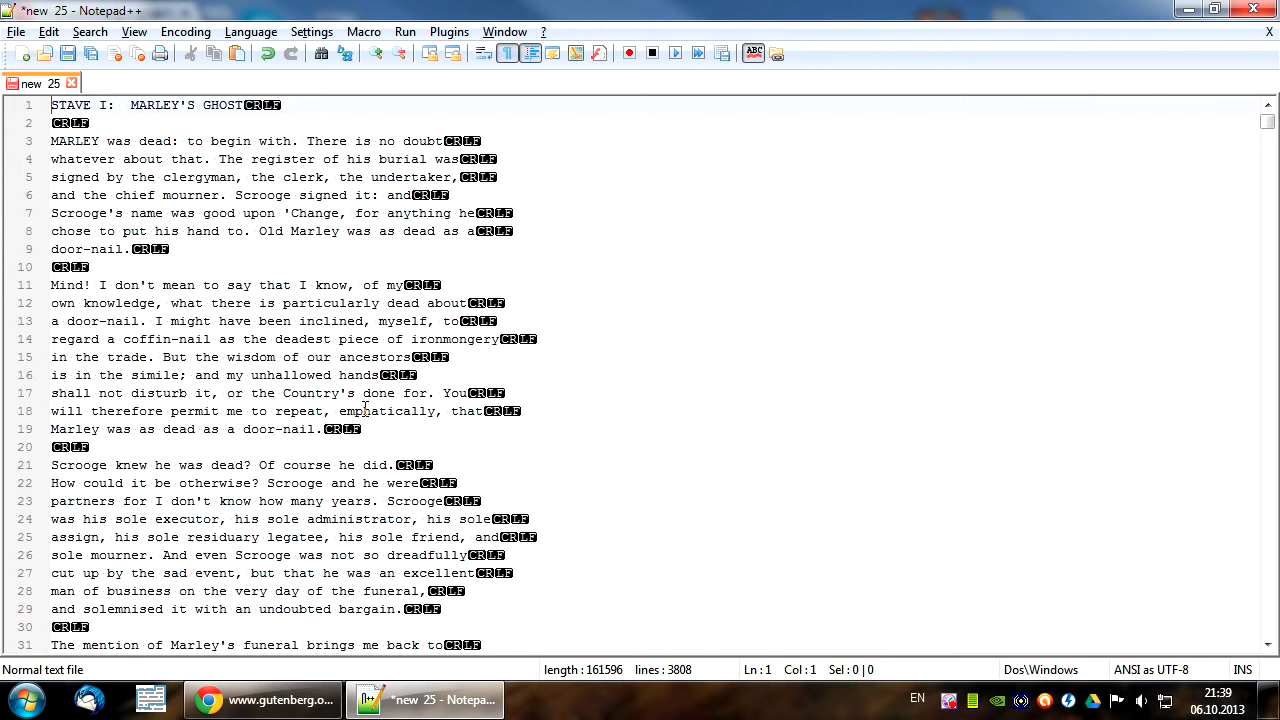 *new 25 - Notepad++
File Edit Search View Encoding Language Settings Macro Run Plugins Window ? X
ABC
new 25
1 STAVE I: MARLEY'S GHOSTCRLF
2 CRLF
3 MARLEY was dead: to begin with. There is no doubtCRLF
4 whatever about that. The register of his burial wasCRLF
5 signed by the clergyman, the clerk, the undertaker,CRLF
6 and the chief mourner. Scrooge signed it: andCRLF
7 Scrooge's name was good upon 'Change, for anything heCRLF
8 chose to put his hand to. Old Marley was as dead as aCRLF
9 door-nail.CRLF
10 CRLF
11 Mind! I don't mean to say that I know, of myCRLF
12 own knowledge, what there is particularly dead aboutCRLF
13 a door-nail. I might have been inclined, myself, toCRLF
14 regard a coffin-nail as the deadest piece of ironmongeryCRLF
15 in the trade. But the wisdom of our ancestorsCRLF
16 is in the simile; and my unhallowed handsCRLF
17 shall not disturb it, or the Country's done for. YouCRLF
18 will therefore permit me to repeat, emphatically, thatCRLF
19 Marley was as dead as a door-nail.CRLF
20 CRLF
21 Scrooge knew he was dead? Of course he did.CRLF
22 How could it be otherwise? Scrooge and he wereCRLF
23 partners for I don't know how many years. ScroogeCRLF
24 was his sole executor, his sole administrator, his soleCRLF
25 assign, his sole residuary legatee, his sole friend, andCRLF
26 sole mourner. And even Scrooge was not so dreadfullyCRLF
27 cut up by the sad event, but that he was an excellentCRLF
28 man of business on the very day of the funeral,CRLF
29 and solemnised it with an undoubted bargain.CRLF
30 CRLF
31 The mention of Marley's funeral brings me back toCRLF
Normal text file length : 161596 lines : 3808 Ln : 1 Col : 1 Sel : 0 | 0 Dos\Windows ANSI as UTF-8 INS
www.gutenberg.o... *new 25 - Notepa... EN 21:39
06.10.2013